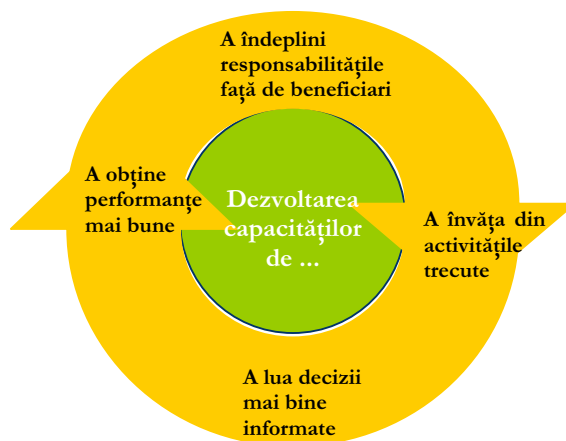 A îndeplini
responsabilitățile
față de beneficiari
A obține
performanțe
mai bune
Dezvoltarea
capacităților
de ...
A învăța din
activitățile
trecute
A lua decizii
mai bine
informate